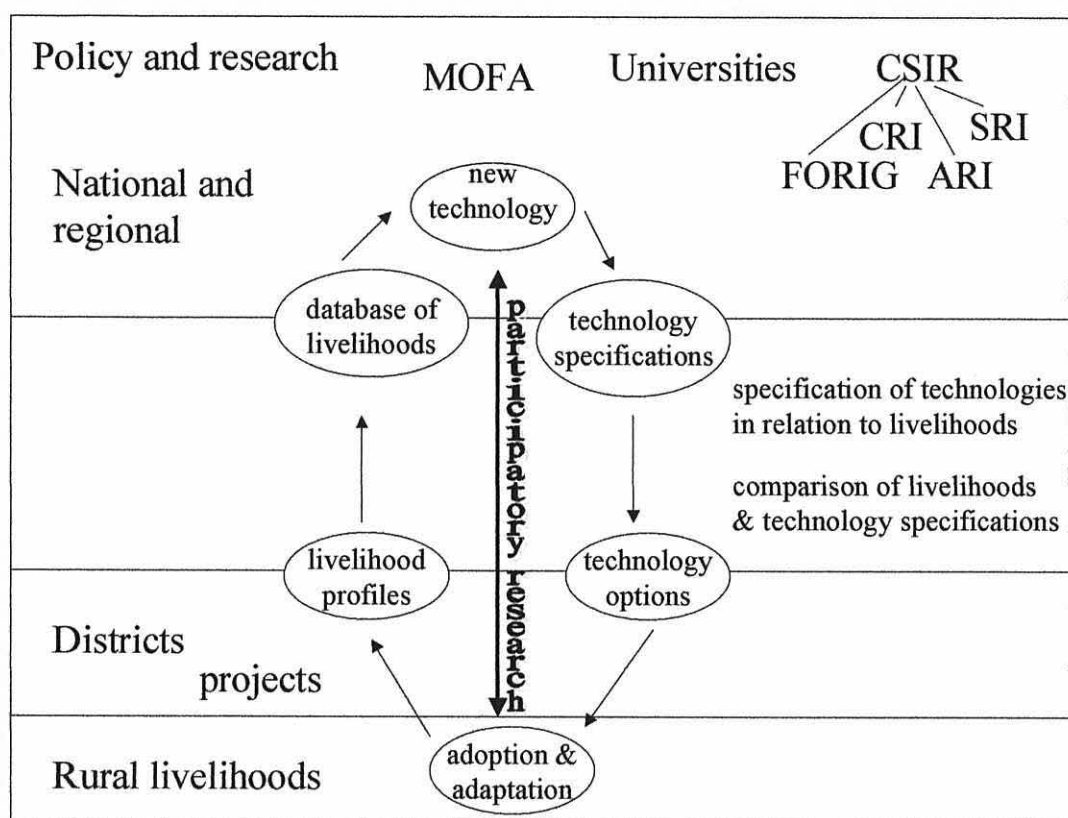 Policy and research
MOFA
Universities
CSIR
CRI
SRI
FORIG
ARI
National and
regional
new
technology
database of
livelihoods
participatory research
technology
specifications
specification of technologies
in relation to livelihoods
comparison of livelihoods
& technology specifications
livelihood
profiles
technology
options
Districts
projects
adoption &
adaptation
Rural livelihoods